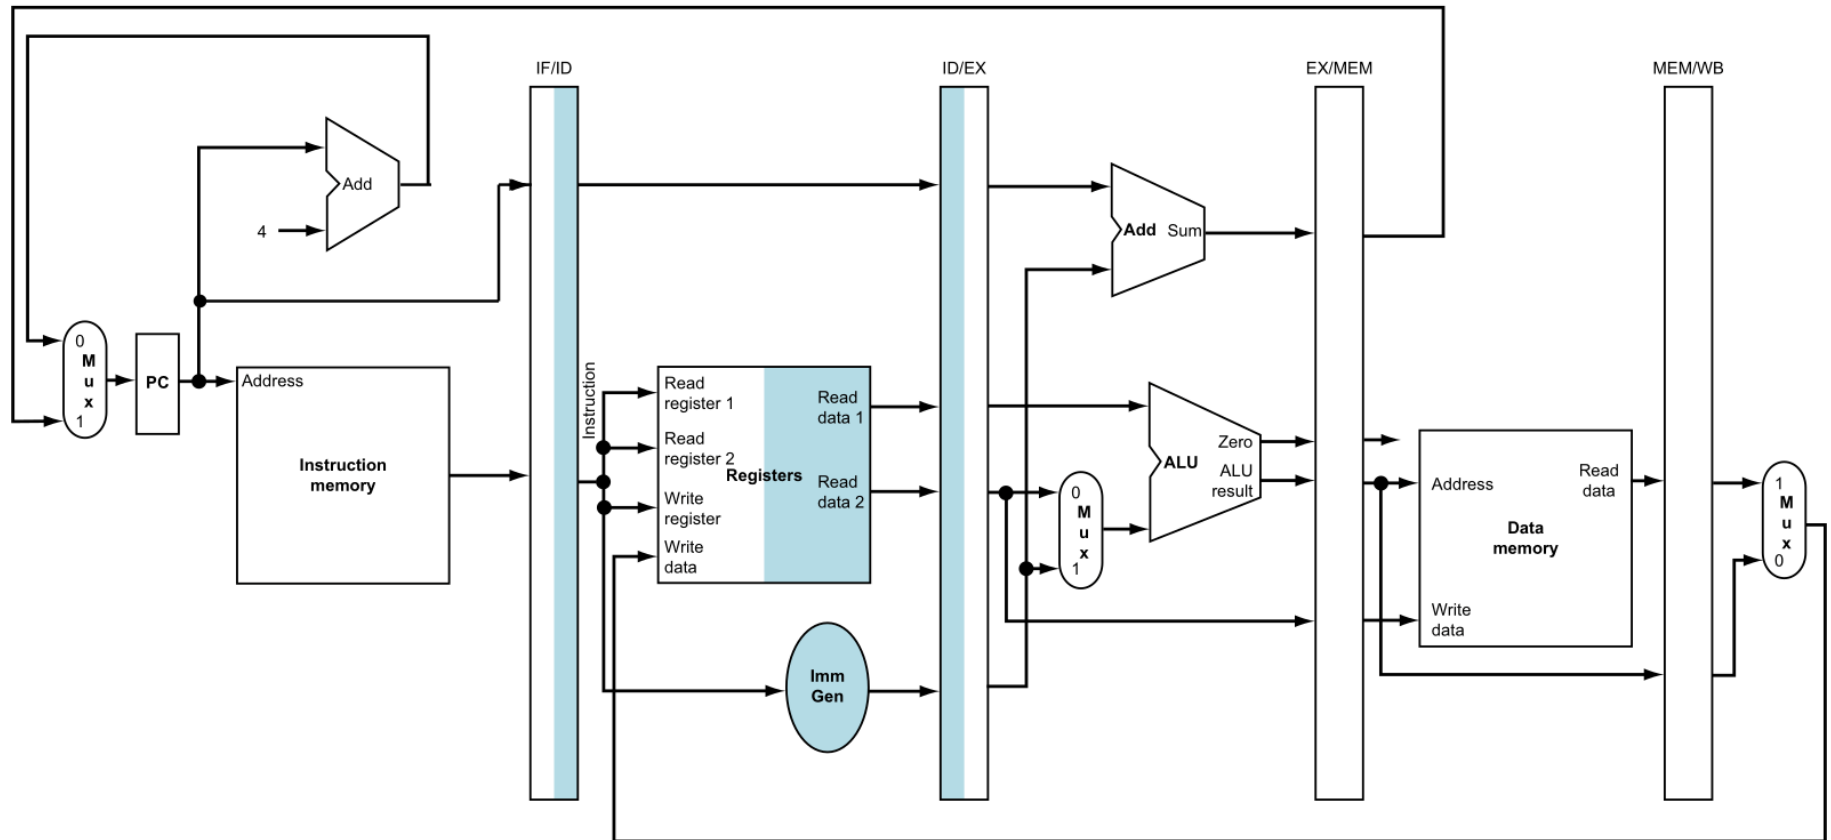 IF/ID
ID/EX
EX/MEM
MEM/WB
Add
4
Add Sum
0
M
u
x
1
PC
Address
Instruction
memory
Instruction
Read
register 1
Read
register 2
Write
register
Write
data
Registers
Read
data 1
Read
data 2
Imm
Gen
0
M
u
x
1
Zero
ALU
ALU
result
Address
Read
data
Data
memory
Write
data
1
M
u
x
0